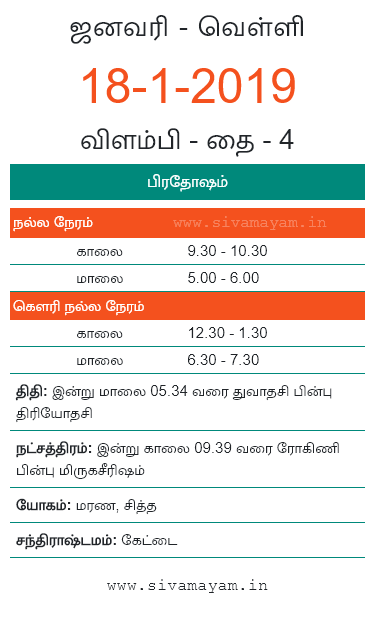 ஜனவரி - வெள்ளி
18-1-2019
விளம்பி - தை - 4
பிரதோஷம்
நல்ல நேரம் www.sivamayam.in
காலை 9.30 - 10.30
மாலை 5.00 - 6.00
கௌரி நல்ல நேரம்
காலை 12.30 - 1.30
மாலை 6.30 - 7.30
திதி: இன்று மாலை 05.34 வரை துவாதசி பின்பு
திரியோதசி
நட்சத்திரம்: இன்று காலை 09.39 வரை ரோகிணி
பின்பு மிருகசீரிஷம்
யோகம்: மரண, சித்த
சந்திராஷ்டமம்: கேட்டை
www.sivamayam.in